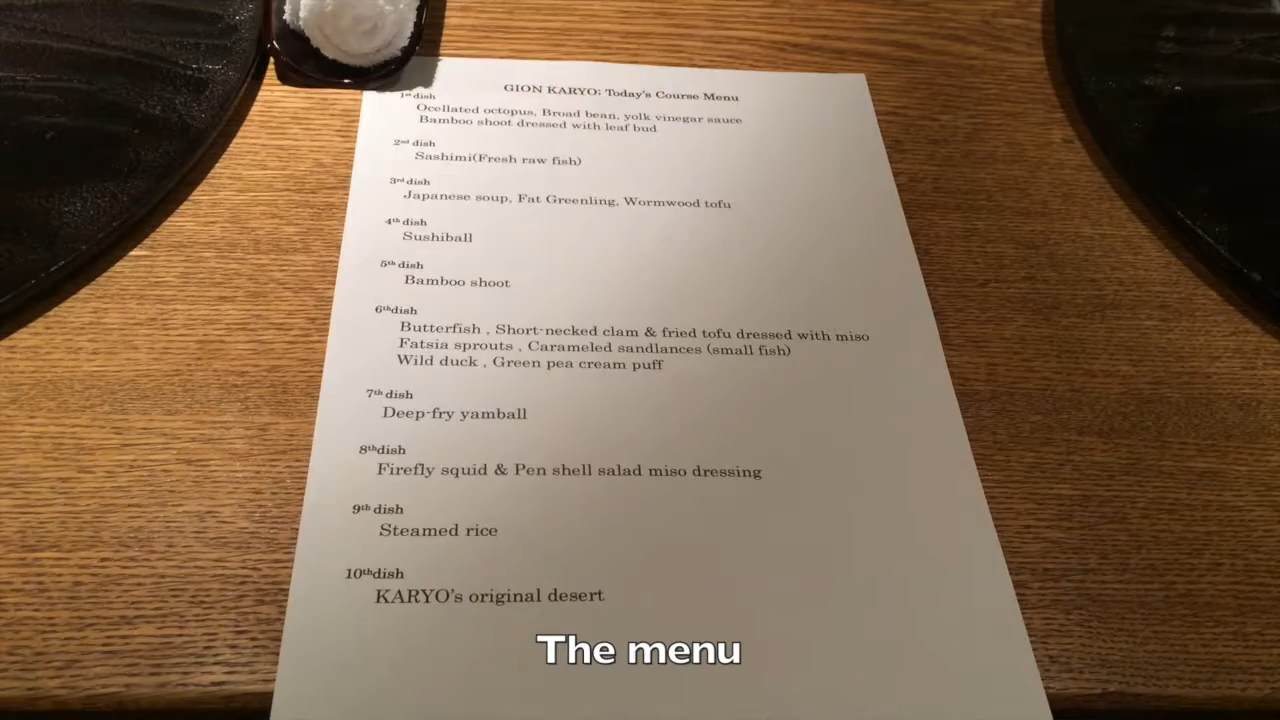 GION KARYO: Today's Course Menu
1st dish
Ocellated octopus, Broad bean, yolk vinegar sauce
Bamboo shoot dressed with leaf bud
2nd dish
Sashimi(Fresh raw fish)
3rd dish
Japanese soup, Fat Greenling, Wormwood tofu
4th dish
Sushiball
5th dish
Bamboo shoot
6thdish
Butterfish , Short-necked clam & fried tofu dressed with miso
Fatsia sprouts , Carameled sandlances (small fish)
Wild duck , Green pea cream puff
7th dish
Deep-fry yamball
8thdish
Firefly squid & Pen shell salad miso dressing
9th dish
Steamed rice
10thdish
KARYO's original desert
The menu